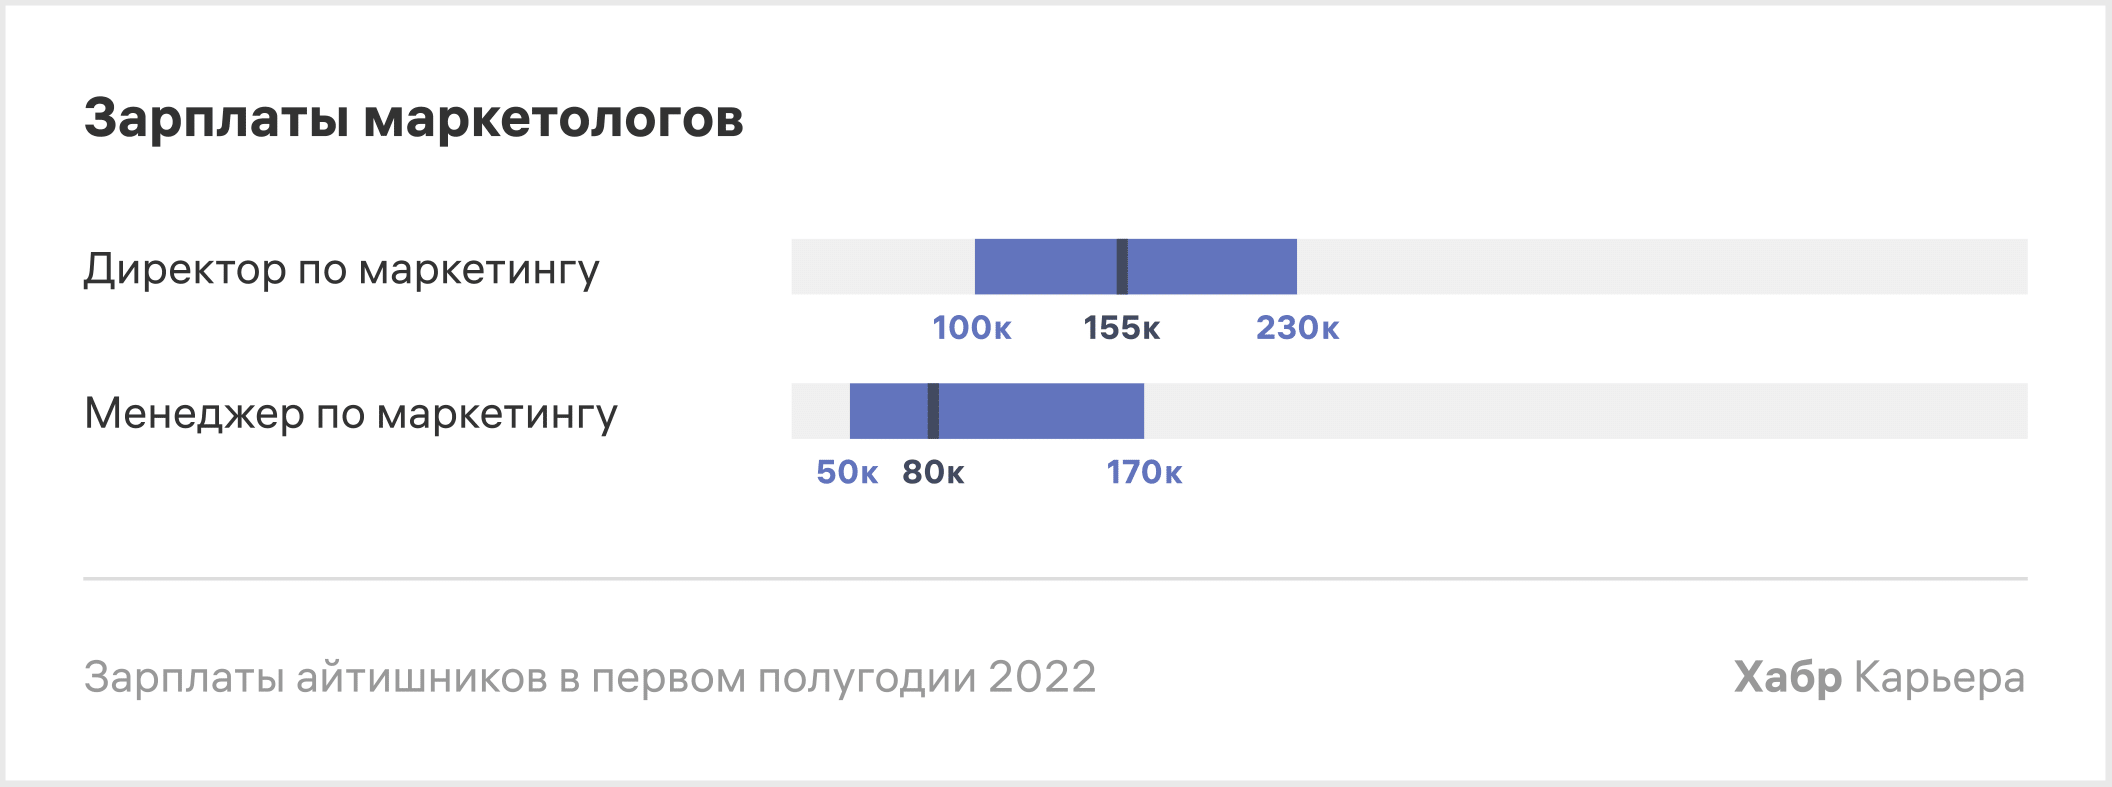 Зарплаты маркетологов
Директор по маркетингу
100к 155к 230к
Менеджер по маркетингу
50к 80к 170к
Зарплаты айтишников в первом полугодии 2022
Хабр Карьера